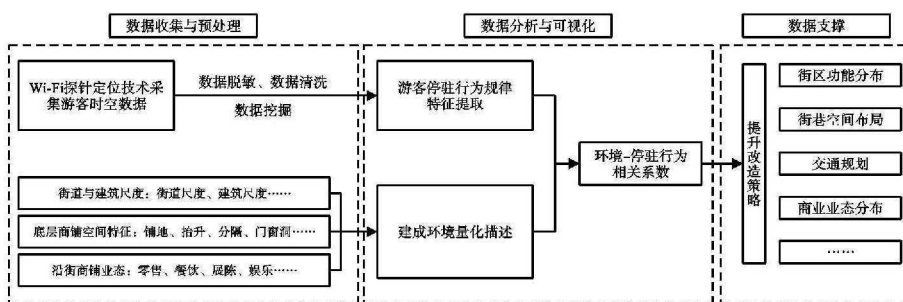 数据收集与预处理
数据分析与可视化
数据支撑
Wi-Fi探针定位技术采
集游客时空数据
数据脱敏、数据清洗
数据挖掘
游客停驻行为规律
特征提取
街道与建筑尺度：街道尺度、建筑尺度……
底层商铺空间特征：铺地、抬升、分隔、门窗洞……
沿街商铺业态：零售、餐饮、展陈、娱乐……
建成环境量化描述
环境-停驻行为
相关系数
提升改造策略
街区功能分布
街巷空间布局
交通规划
商业业态分布
……